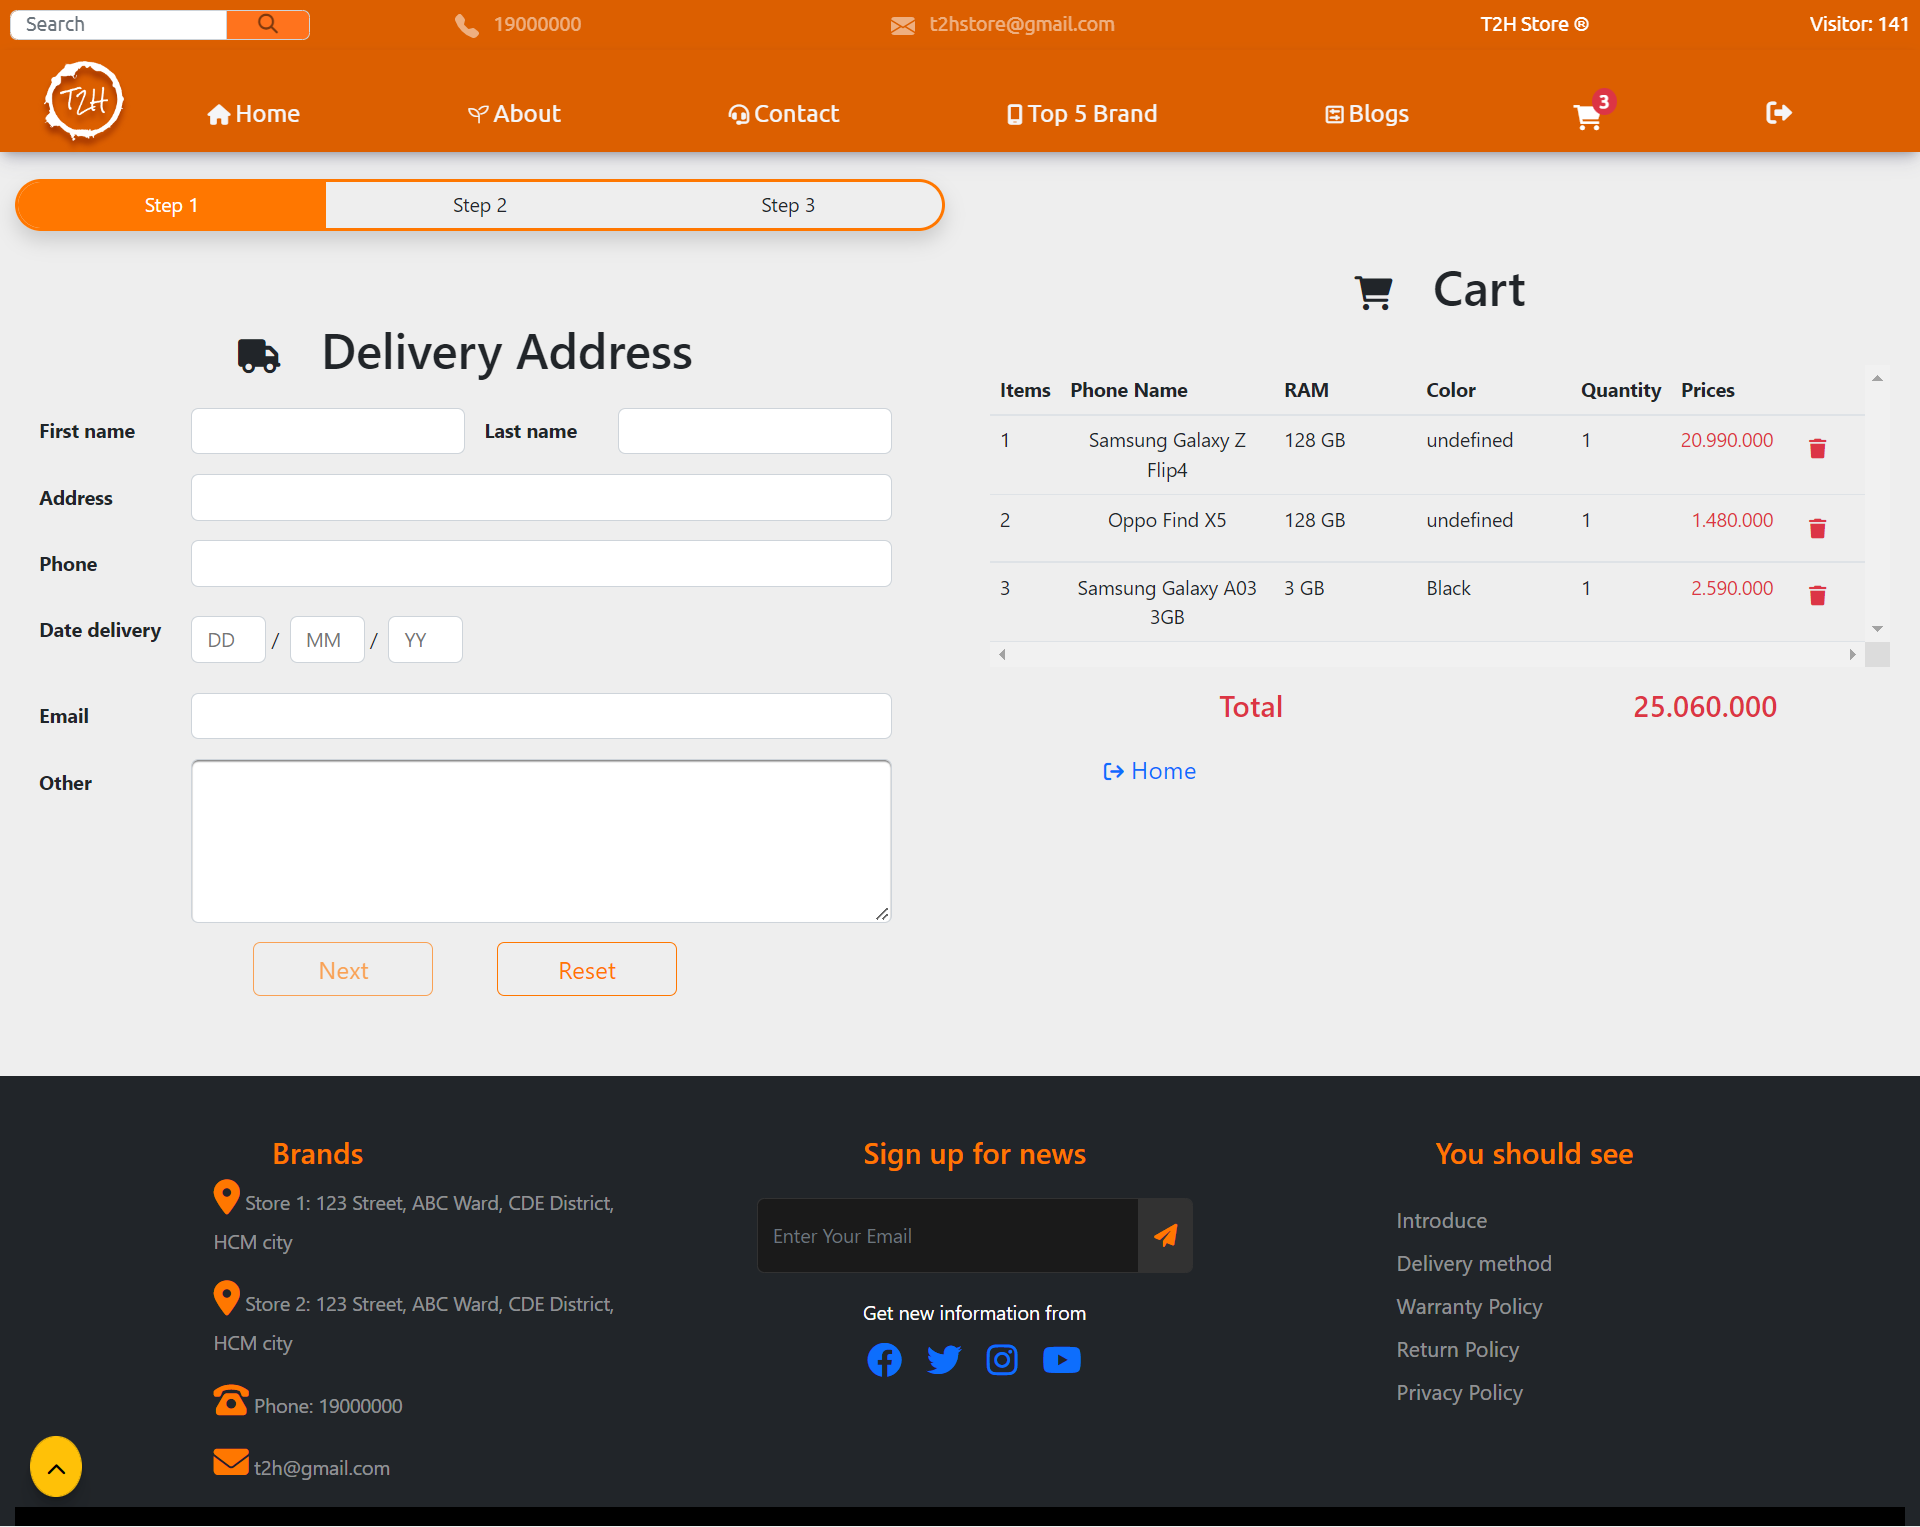 Search
19000000
t2hstore@gmail.com
T2H Store ®
Visitor: 141
T2H
Home
About
Contact
Top 5 Brand
Blogs
3
Step 1
Step 2
Step 3
Delivery Address
First name
Last name
Address
Phone
Date delivery
DD / MM / YY
Email
Other
Next
Reset
Cart
Items Phone Name RAM Color Quantity Prices
1 Samsung Galaxy Z 128 GB undefined 1 20.990.000
Flip4
2 Oppo Find X5 128 GB undefined 1 1.480.000
3 Samsung Galaxy A03 3 GB Black 1 2.590.000
3GB
Total 25.060.000
Home
Brands
Store 1: 123 Street, ABC Ward, CDE District,
HCM city
Store 2: 123 Street, ABC Ward, CDE District,
HCM city
Phone: 19000000
t2h@gmail.com
Sign up for news
Enter Your Email
Get new information from
You should see
Introduce
Delivery method
Warranty Policy
Return Policy
Privacy Policy